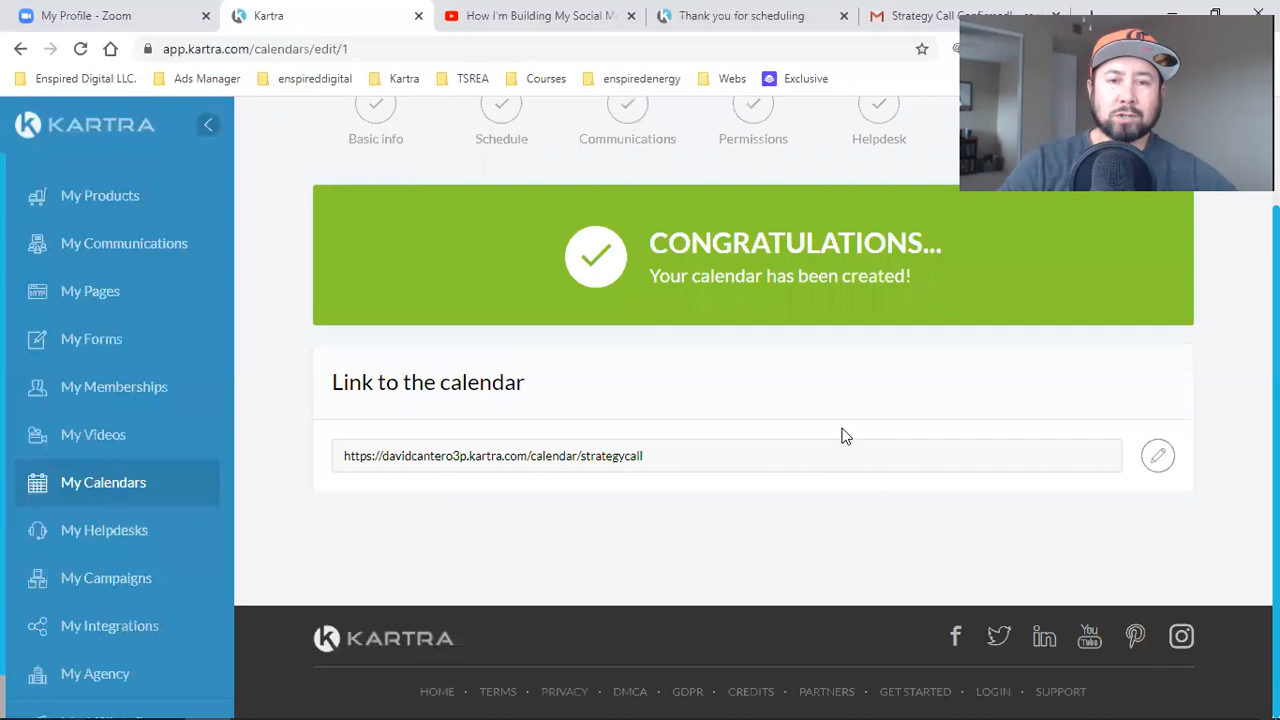 My Profile - Zoom
Kartra
How I'm Building My Social M
Thank you for scheduling
app.kartra.com/calendars/edit/1
Enspired Digital LLC.
Ads Manager
enspireddigital
Kartra
TSREA
Courses
enspiredenergy
Webs
Exclusive
KARTRA
Basic info
Schedule
Communications
Permissions
Helpdesk
My Products
My Communications
My Pages
My Forms
My Memberships
My Videos
My Calendars
My Helpdesks
My Campaigns
My Integrations
My Agency
CONGRATULATIONS...
Your calendar has been created!
Link to the calendar
https://davidcantero3p.kartra.com/calendar/strategycall
KARTRA
You
Tube
HOME · TERMS · PRIVACY · DMCA · GDPR · CREDITS · PARTNERS · GET STARTED · LOGIN · SUPPORT